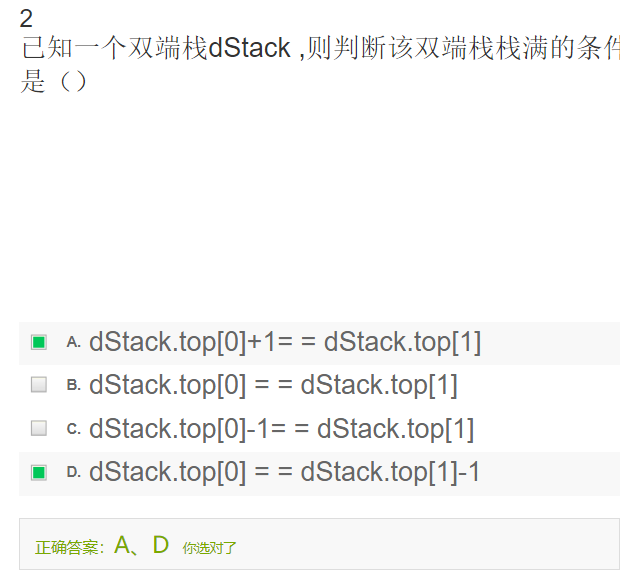 2
已知一个双端栈dStack ,则判断该双端栈栈满的条件
是（）
A. dStack.top[0]+1= = dStack.top[1]
B. dStack.top[0] = = dStack.top[1]
C. dStack.top[0]-1= = dStack.top[1]
D. dStack.top[0] = = dStack.top[1]-1
正确答案：A、D 你选对了